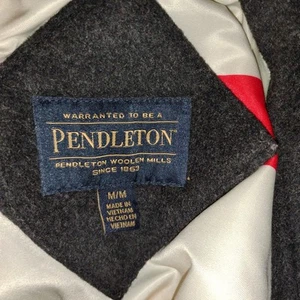 WARRANTED TO BE A
PENDLETON®
PENDLETON WOOLEN MILLS
SINCE 1863
M/M
MADE IN
VIETNAM
HECHO EN
VIETNAM